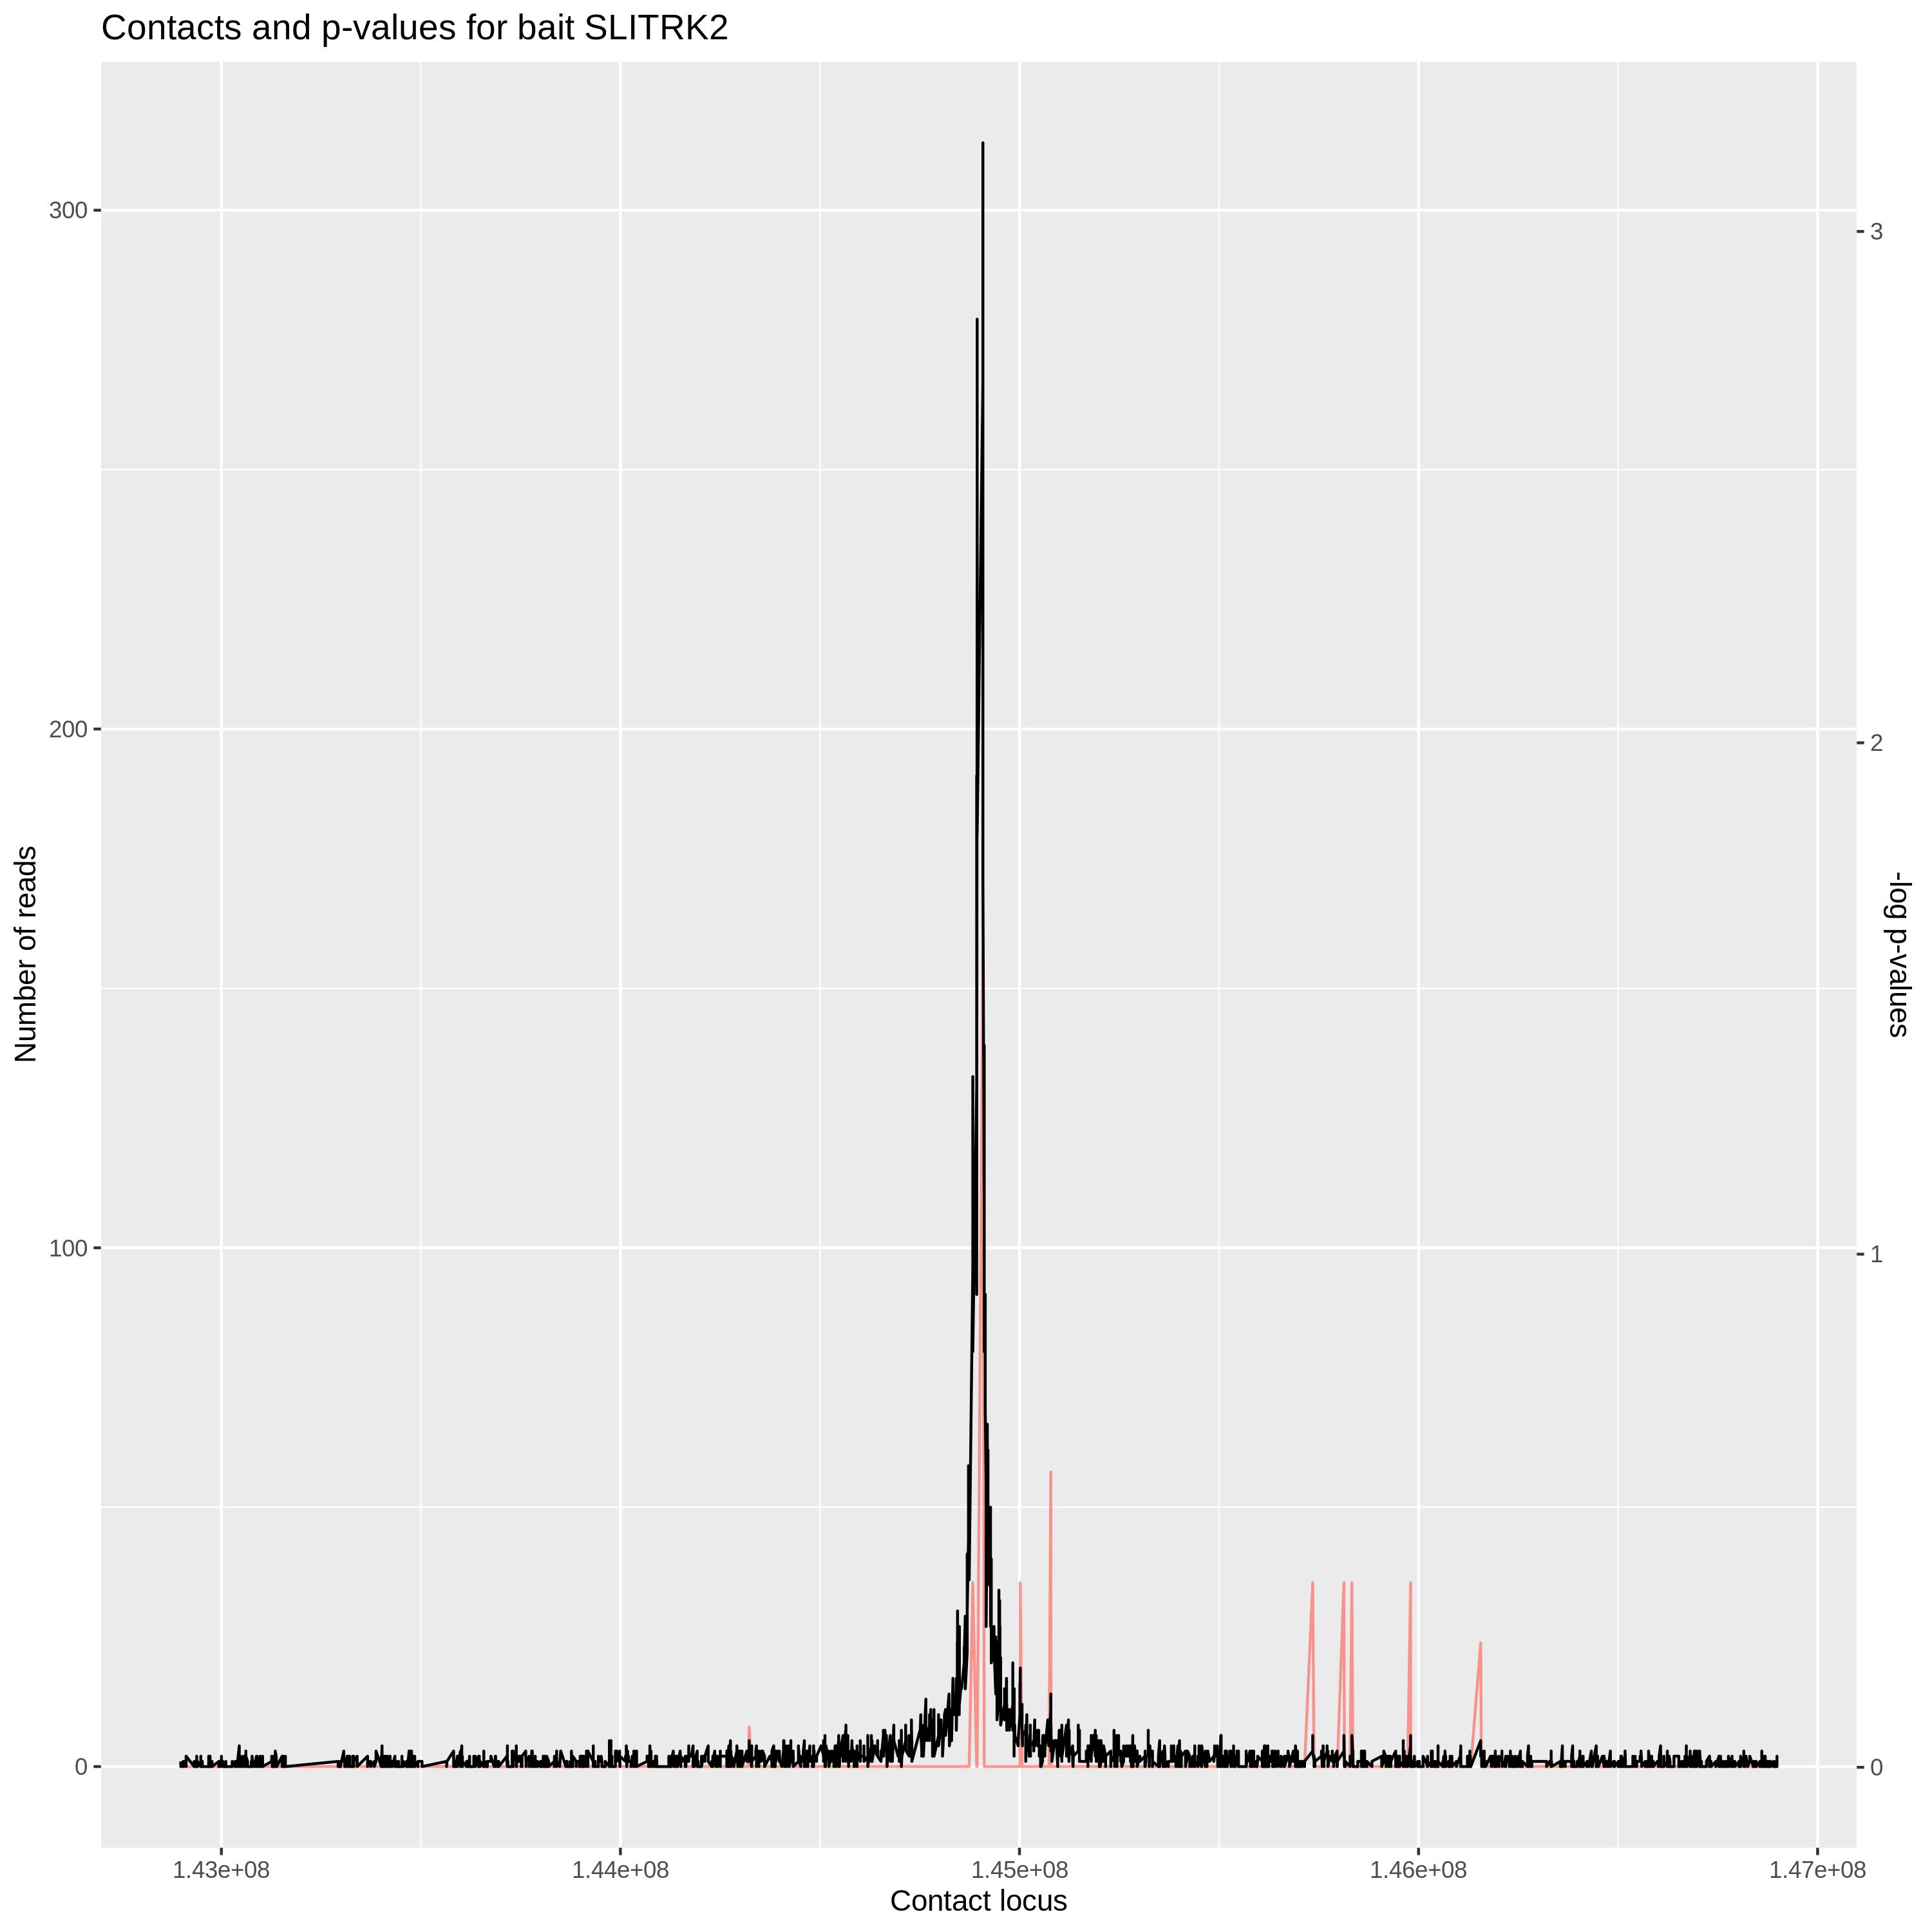 Contacts and p-values for bait SLITRK2
Number of reads
300
200
100
0
3
2
1
0
-log p-values
1.43e+08
1.44e+08
1.45e+08
1.46e+08
1.47e+08
Contact locus